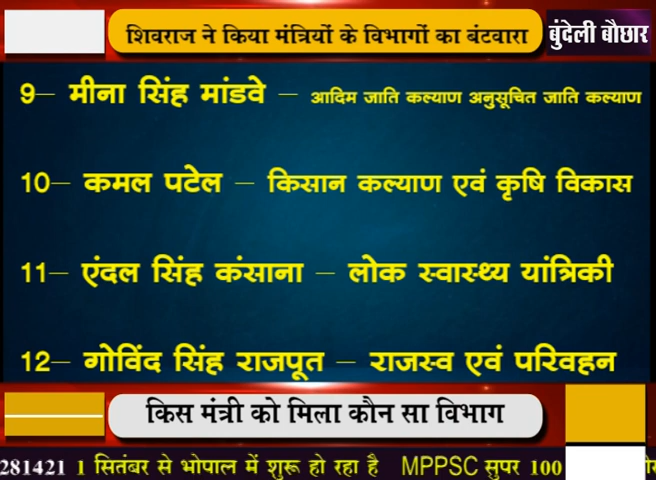 शिवराज ने किया मंत्रियों के विभागों का बंटवारा
बुंदेली बौछार
9– मीना सिंह मांडवे – आदिम जाति कल्याण अनुसूचित जाति कल्याण
10– कमल पटेल – किसान कल्याण एवं कृषि विकास
11– एंदल सिंह कंसाना – लोक स्वास्थ्य यांत्रिकी
12– गोविंद सिंह राजपूत – राजस्व एवं परिवहन
किस मंत्री को मिला कौन सा विभाग
281421 1 सितंबर से भोपाल में शुरू हो रहा है MPPSC सुपर 100